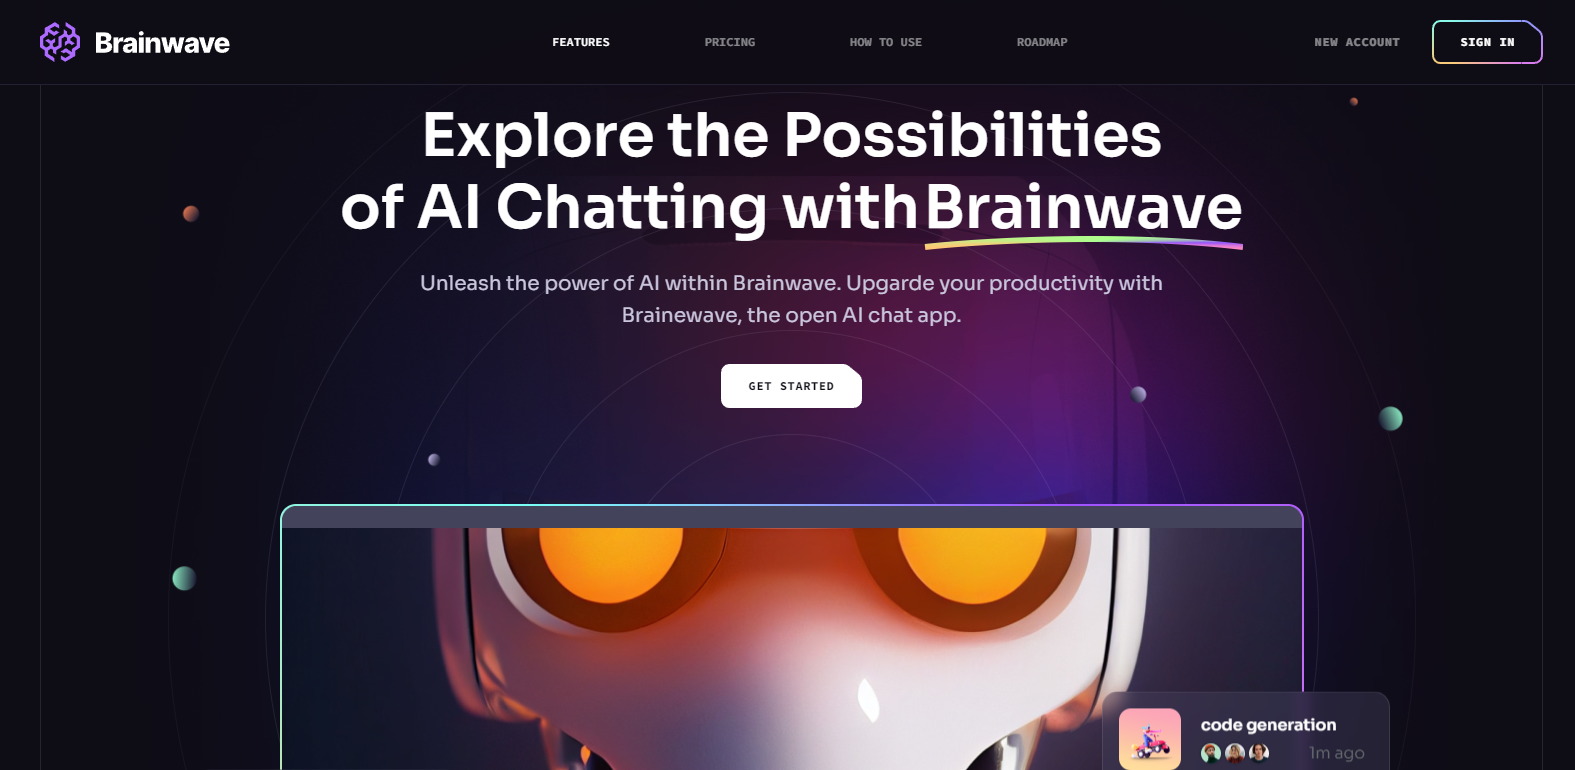 Brainwave
FEATURES
PRICING
HOW TO USE
ROADMAP
NEW ACCOUNT
SIGN IN
Explore the Possibilities
of AI Chatting with Brainwave
Unleash the power of AI within Brainwave. Upgarde your productivity with
Brainewave, the open AI chat app.
GET STARTED
code generation
1m ago